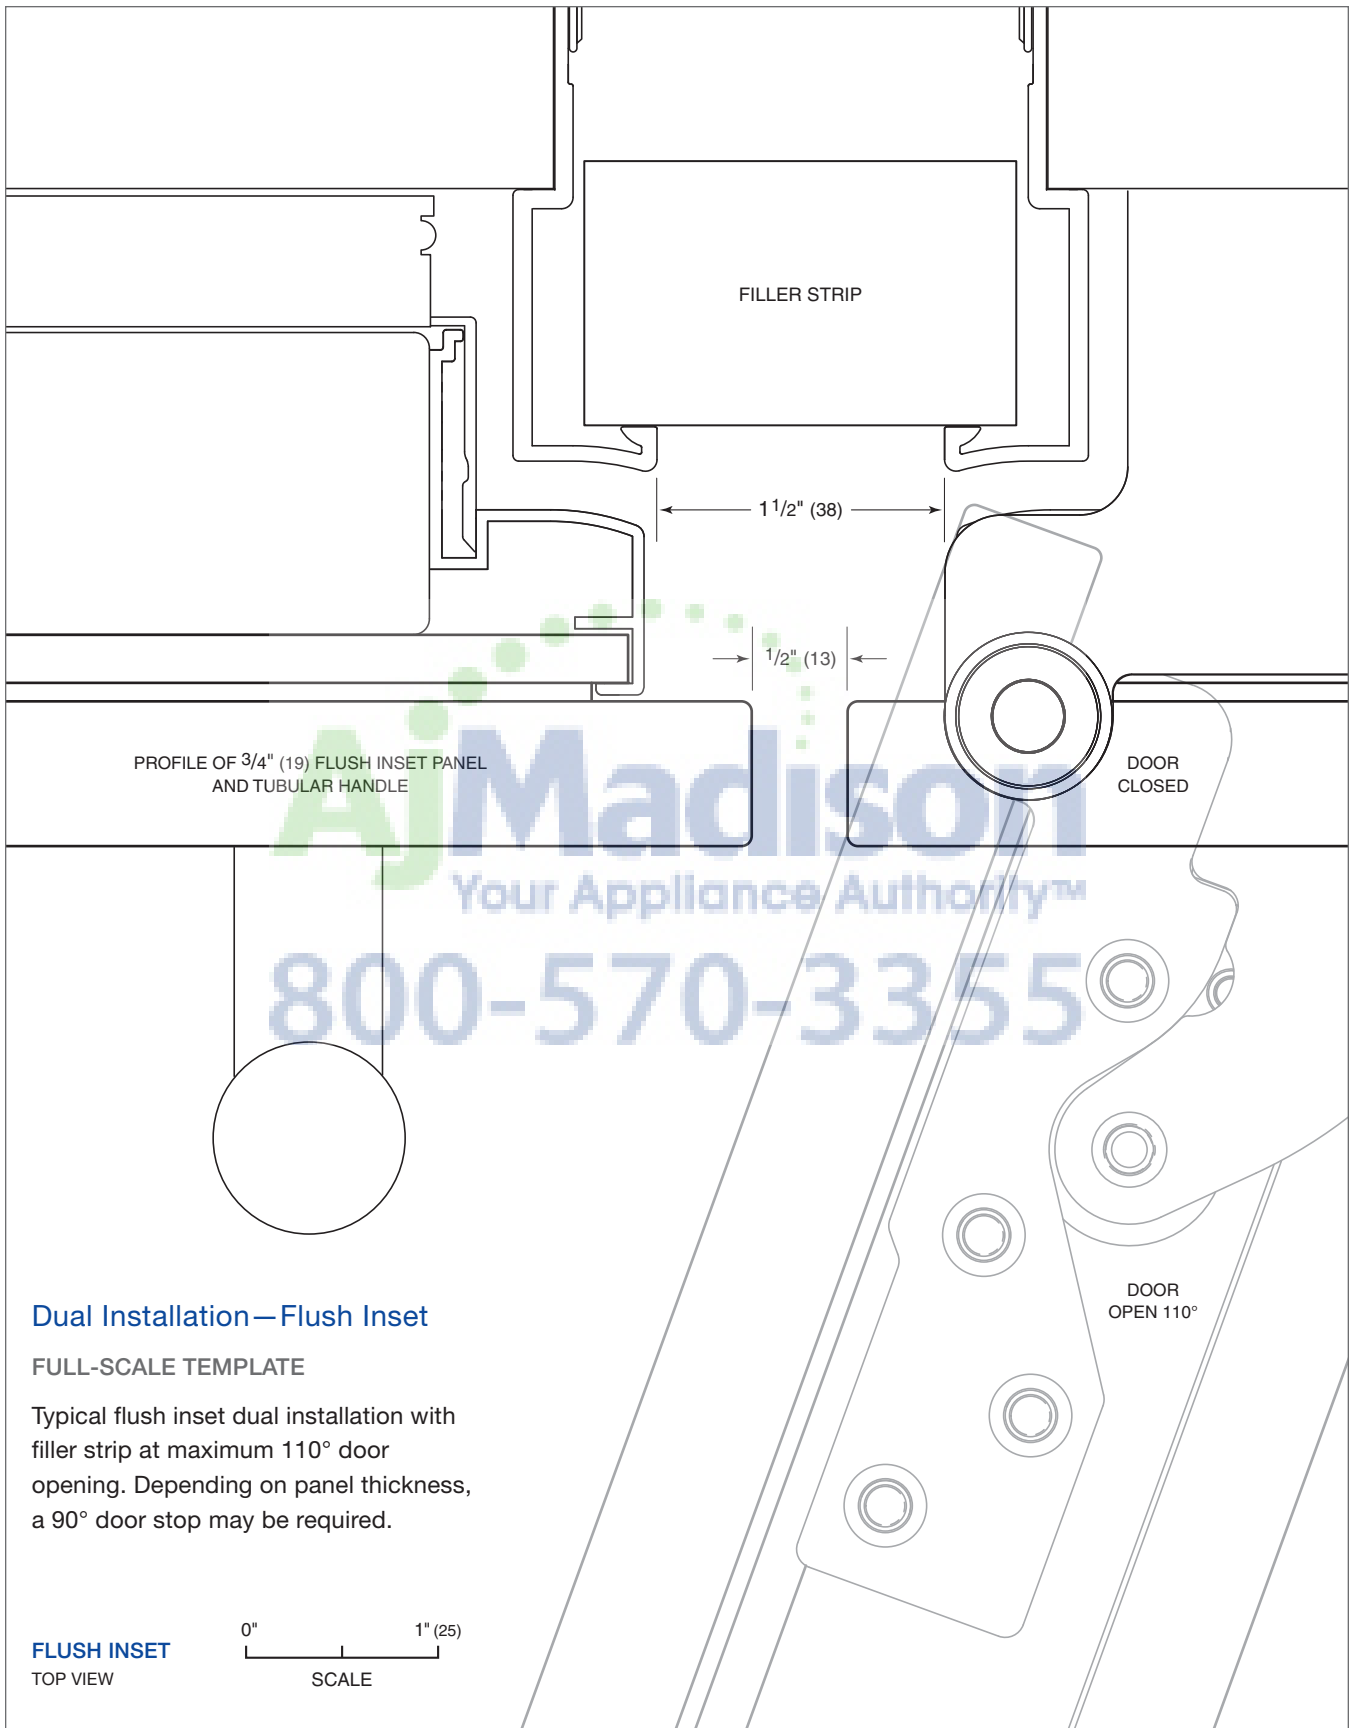 FILLER STRIP
1 1/2" (38)
1/2" (13)
PROFILE OF 3/4" (19) FLUSH INSET PANEL
AND TUBULAR HANDLE
DOOR
CLOSED
AjMadison
Your Appliance Authority™
800-570-3355
DOOR
OPEN 110°
Dual Installation—Flush Inset
FULL-SCALE TEMPLATE
Typical flush inset dual installation with
filler strip at maximum 110° door
opening. Depending on panel thickness,
a 90° door stop may be required.
0" 1" (25)
FLUSH INSET
TOP VIEW
SCALE